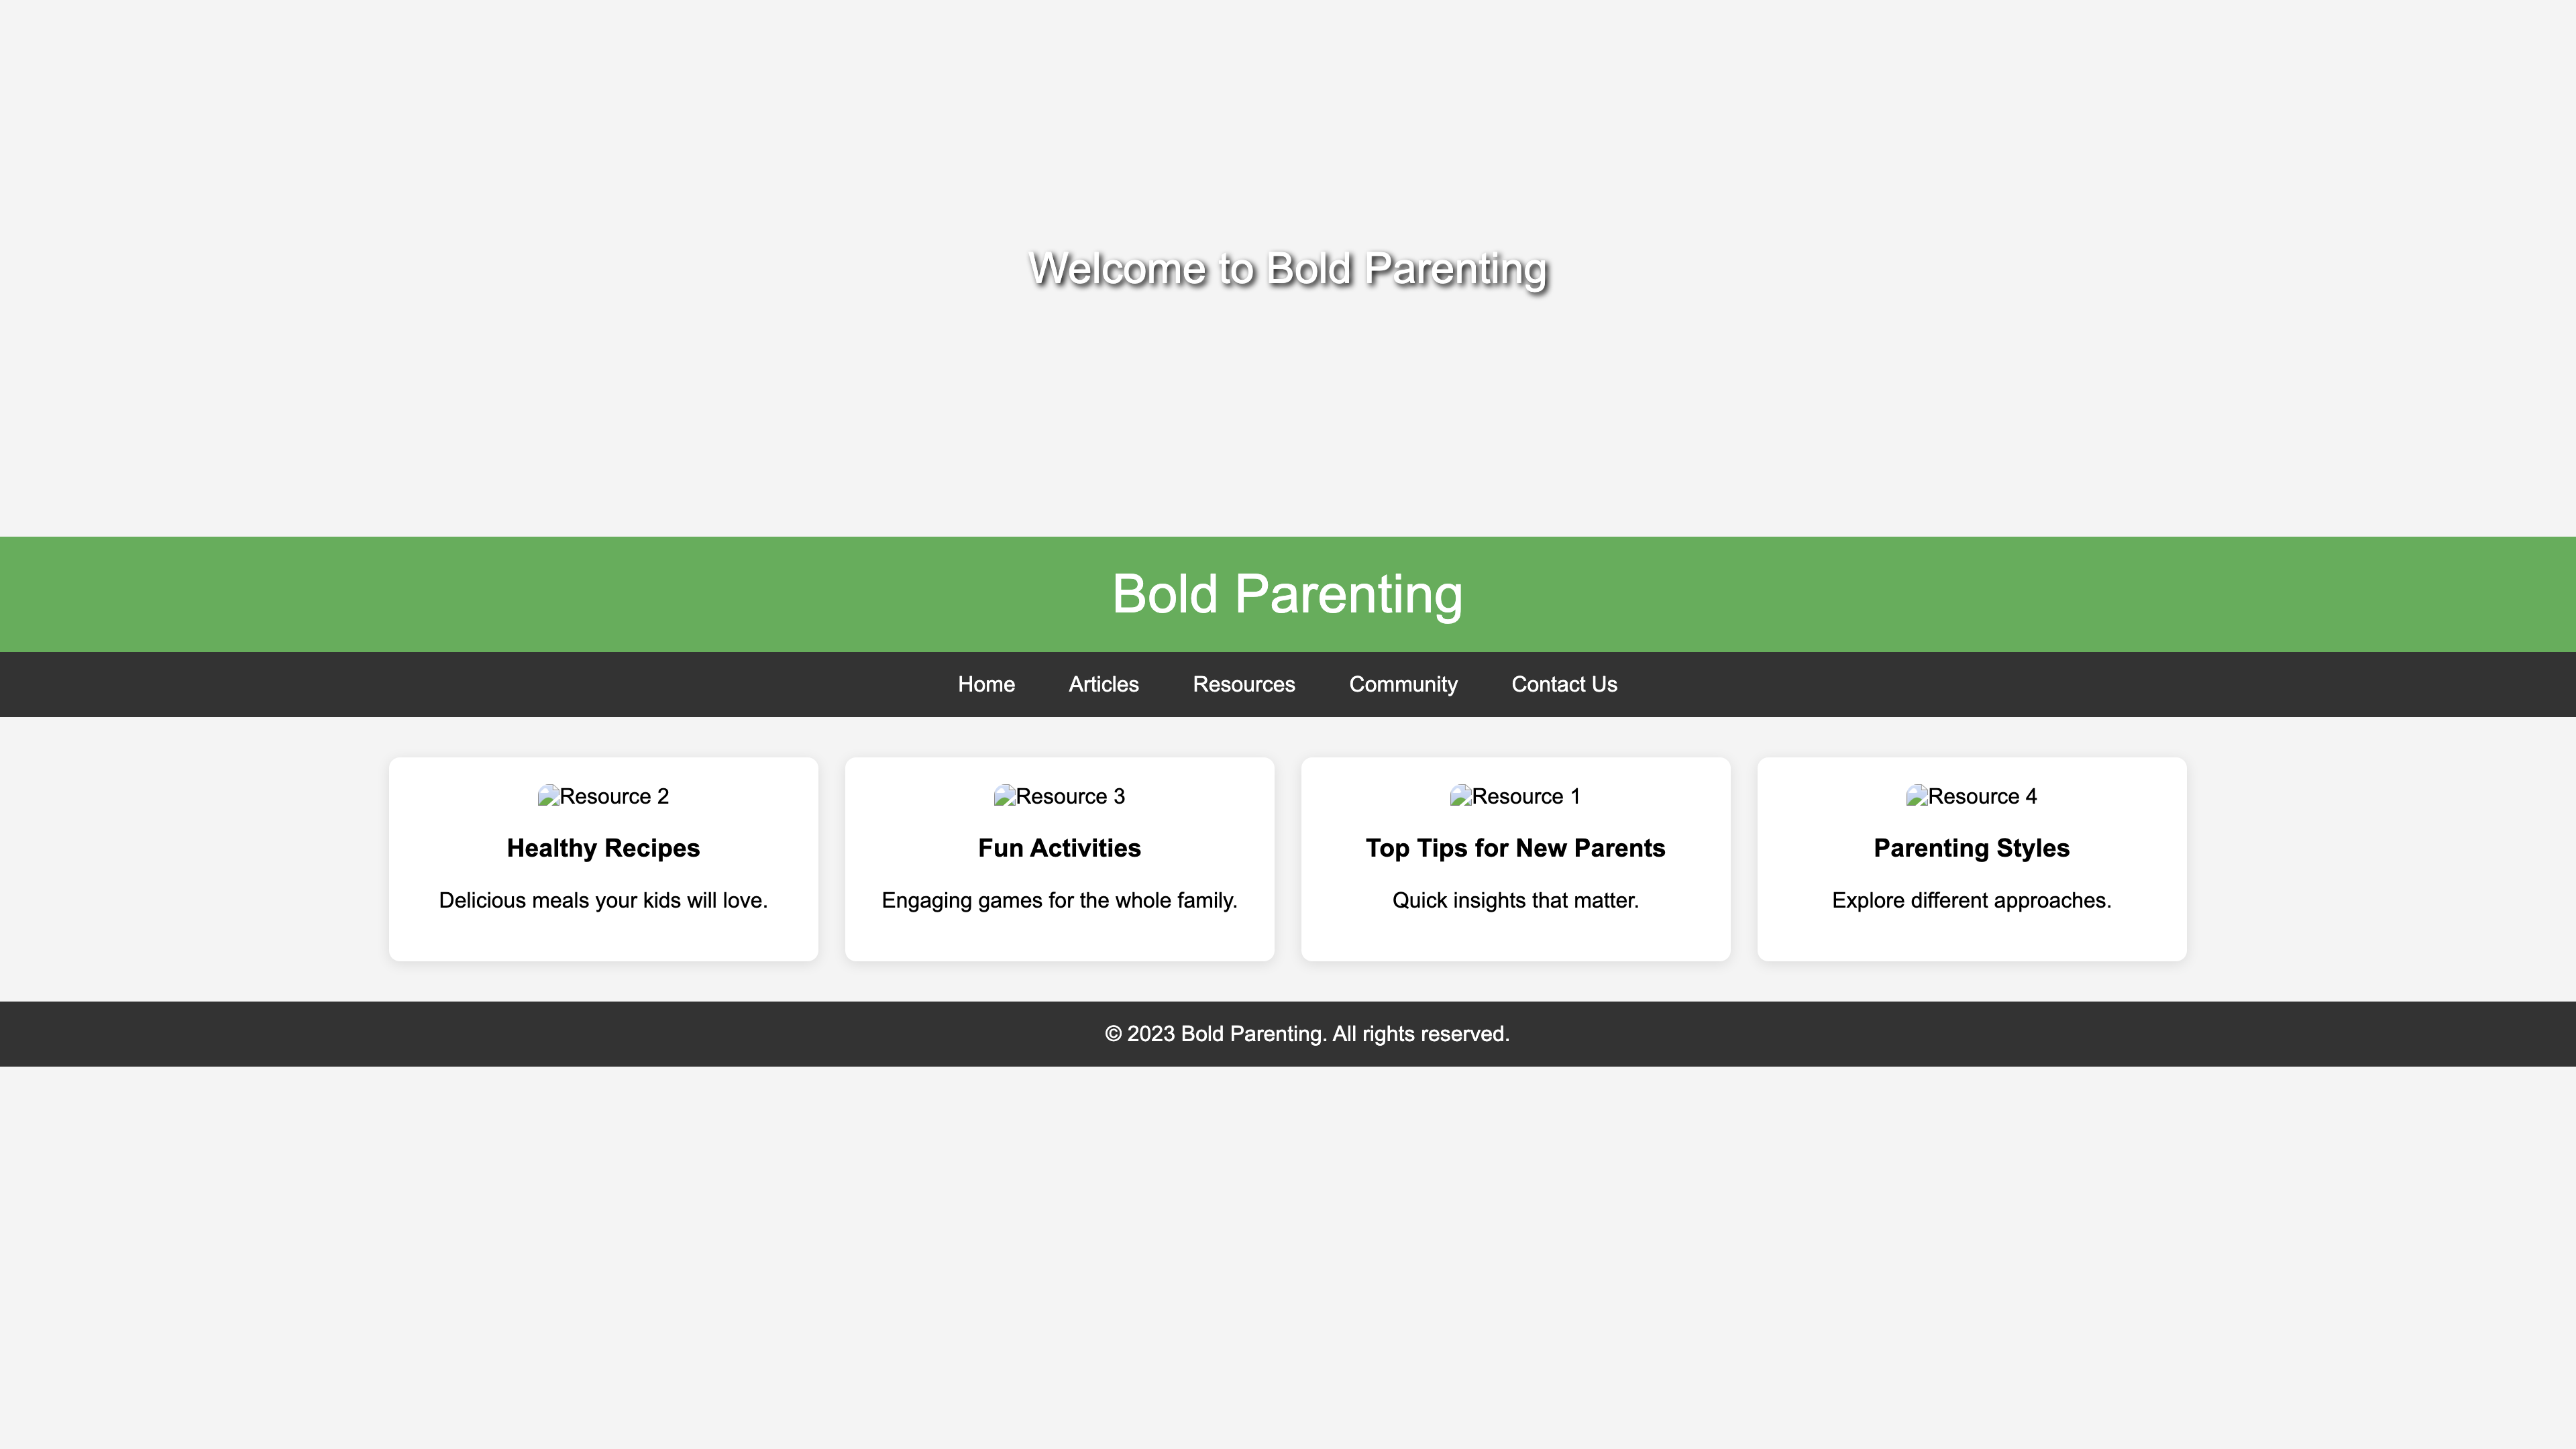 Welcome to Bold Parenting
Bold Parenting
Home Articles Resources Community Contact Us
Resource 2
Healthy Recipes
Delicious meals your kids will love.
Resource 3
Fun Activities
Engaging games for the whole family.
Resource 1
Top Tips for New Parents
Quick insights that matter.
Resource 4
Parenting Styles
Explore different approaches.
© 2023 Bold Parenting. All rights reserved.